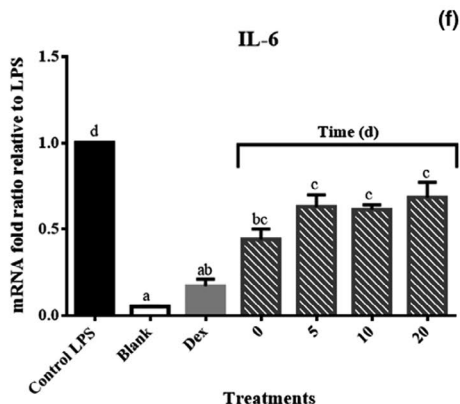 (f)
IL-6
mRNA fold ratio relative to LPS
1.5
1.0
0.5
0.0
d
a
ab
Time (d)
bc
c
c
c
Control LPS
Blank
Dex
0
5
10
20
Treatments